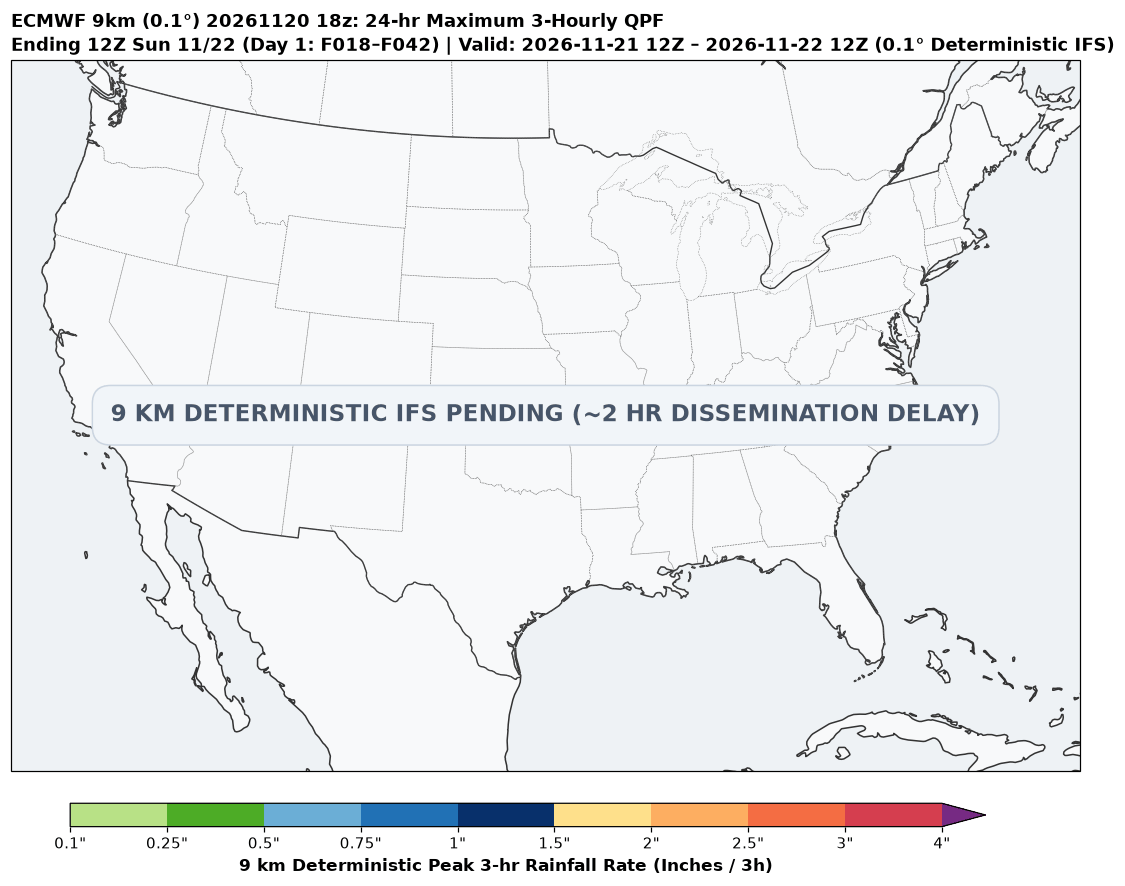 ECMWF 9km (0.1°) 20261120 18z: 24-hr Maximum 3-Hourly QPF
Ending 12Z Sun 11/22 (Day 1: F018–F042) | Valid: 2026-11-21 12Z – 2026-11-22 12Z (0.1° Deterministic IFS)
9 KM DETERMINISTIC IFS PENDING (~2 HR DISSEMINATION DELAY)
0.1" 0.25" 0.5" 0.75" 1" 1.5" 2" 2.5" 3" 4"
9 km Deterministic Peak 3-hr Rainfall Rate (Inches / 3h)